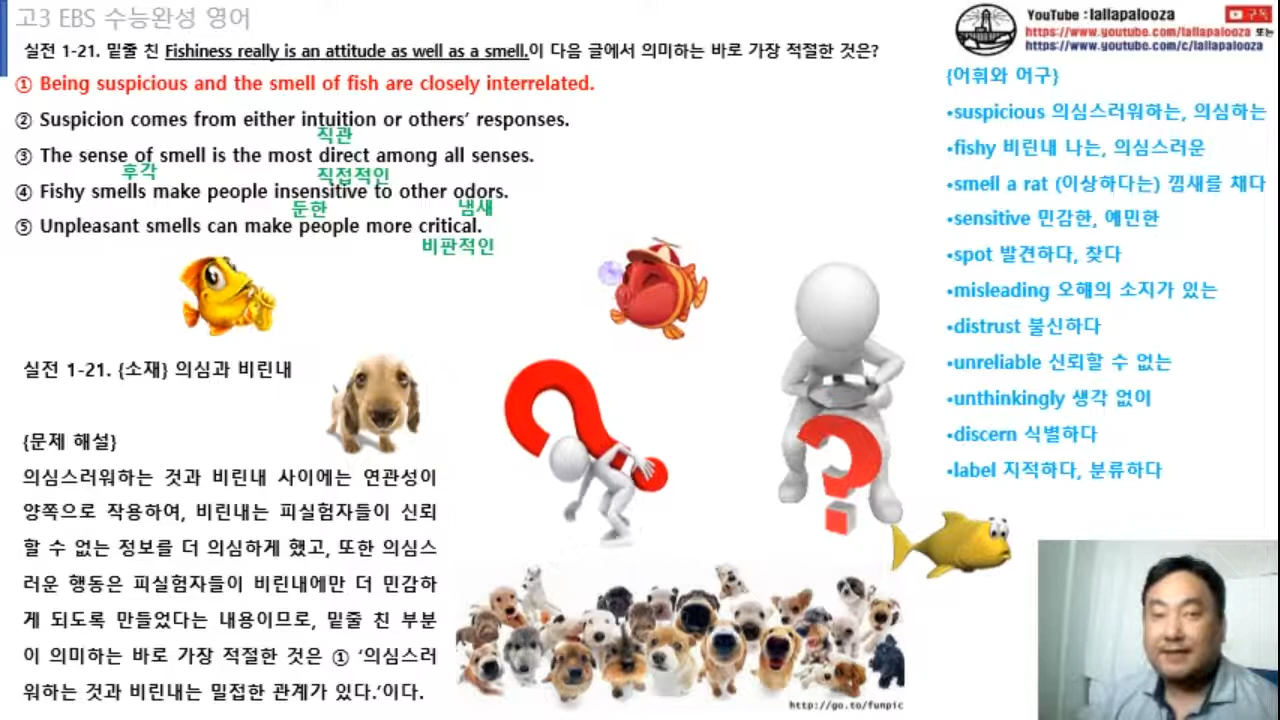 고3 EBS 수능완성 영어
YouTube : lallapalooza
구독
https://www.youtube.com/lallapalooza 또는
https://www.youtube.com/c/lallapalooza
실전 1-21. 밑줄 친 Fishiness really is an attitude as well as a smell.이 다음 글에서 의미하는 바로 가장 적절한 것은?
① Being suspicious and the smell of fish are closely interrelated.
② Suspicion comes from either intuition or others’ responses.
직관
③ The sense of smell is the most direct among all senses.
후각 직접적인
④ Fishy smells make people insensitive to other odors.
둔한 냄새
⑤ Unpleasant smells can make people more critical.
비판적인
{어휘와 어구}
•suspicious 의심스러워하는, 의심하는
•fishy 비린내 나는, 의심스러운
•smell a rat (이상하다는) 낌새를 채다
•sensitive 민감한, 예민한
•spot 발견하다, 찾다
•misleading 오해의 소지가 있는
•distrust 불신하다
•unreliable 신뢰할 수 없는
•unthinkingly 생각 없이
•discern 식별하다
•label 지적하다, 분류하다
실전 1-21. {소재} 의심과 비린내
{문제 해설}
의심스러워하는 것과 비린내 사이에는 연관성이
양쪽으로 작용하여, 비린내는 피실험자들이 신뢰
할 수 없는 정보를 더 의심하게 했고, 또한 의심스
러운 행동은 피실험자들이 비린내에만 더 민감하
게 되도록 만들었다는 내용이므로, 밑줄 친 부분
이 의미하는 바로 가장 적절한 것은 ① ‘의심스러
워하는 것과 비린내는 밀접한 관계가 있다.’이다.
http://go.to/funpic